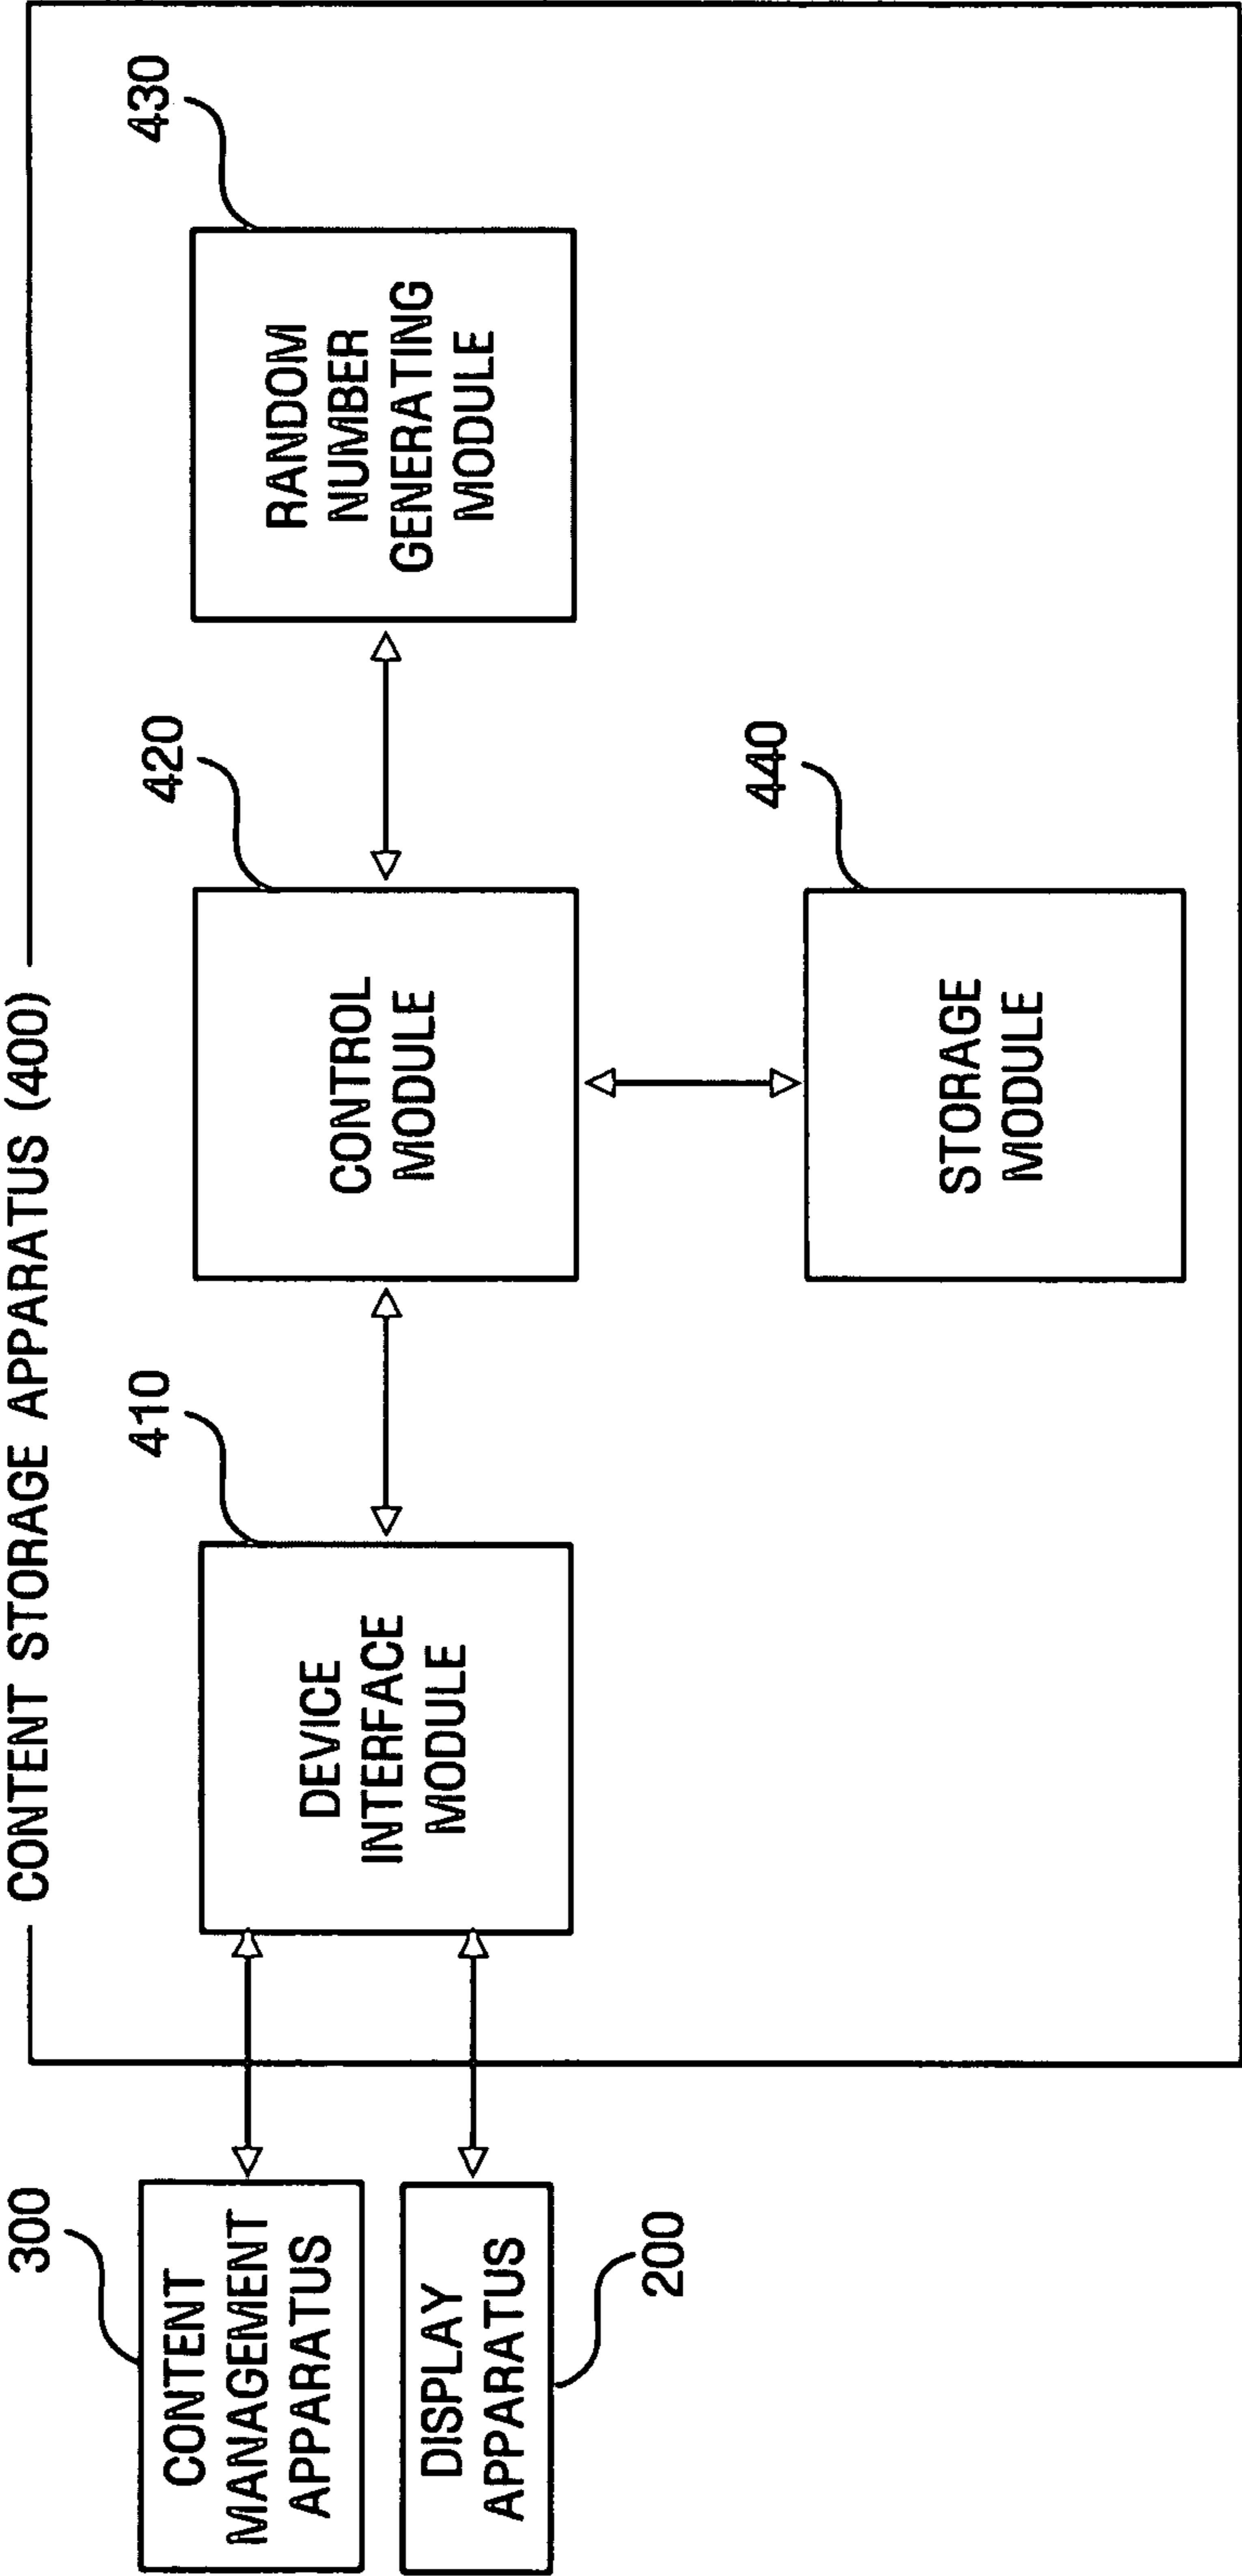 CONTENT STORAGE APPARATUS (400)
300
CONTENT
MANAGEMENT
APPARATUS
DISPLAY
APPARATUS
200
410
DEVICE
INTERFACE
MODULE
420
CONTROL
MODULE
430
RANDOM
NUMBER
GENERATING
MODULE
440
STORAGE
MODULE